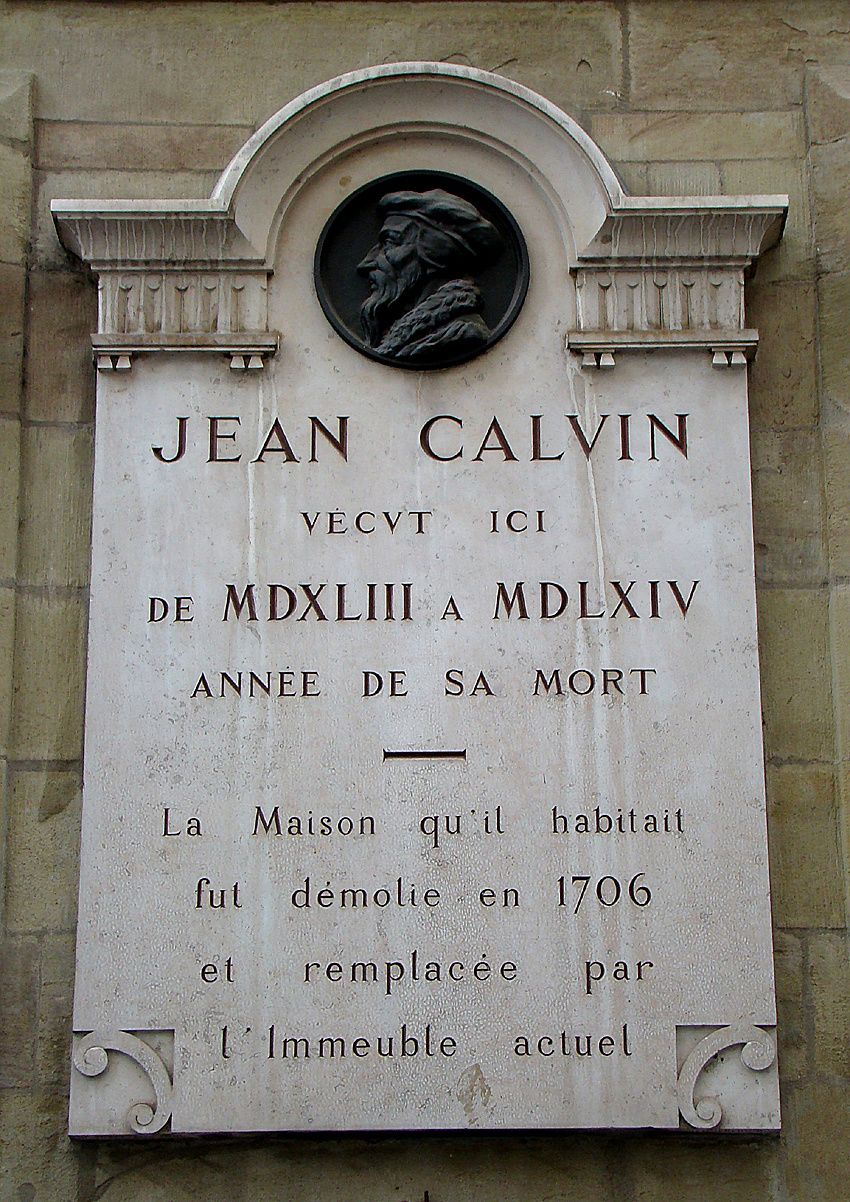 JEAN CALVIN
VÉCUT ICI
DE MDXLIII A MDLXIV
ANNÉE DE SA MORT
La Maison qu'il habitait
fut démolie en 1706
et remplacée par
l'Immeuble actuel